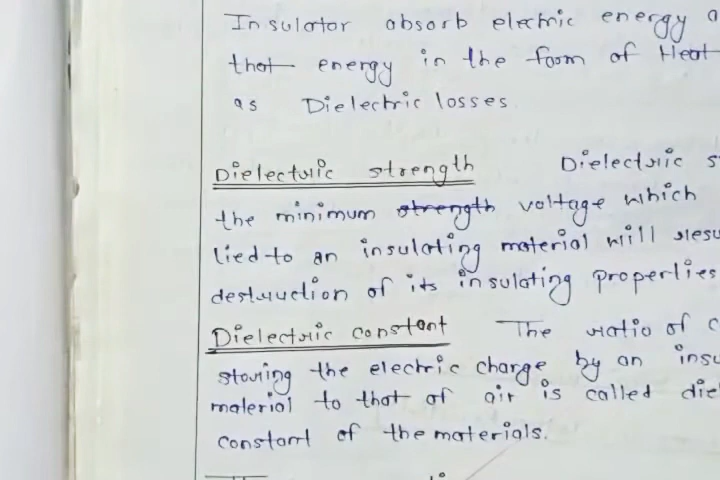 Insulator absorb electric energy a
that energy in the form of Heat
as Dielectric losses.
Dielectric strength Dielectric s
the minimum strength voltage which
lied to an insulating material will resu
destruction of its insulating properties
Dielectric constant The ratio of c
storing the electric charge by an insu
material to that of air is called die
constant of the materials.